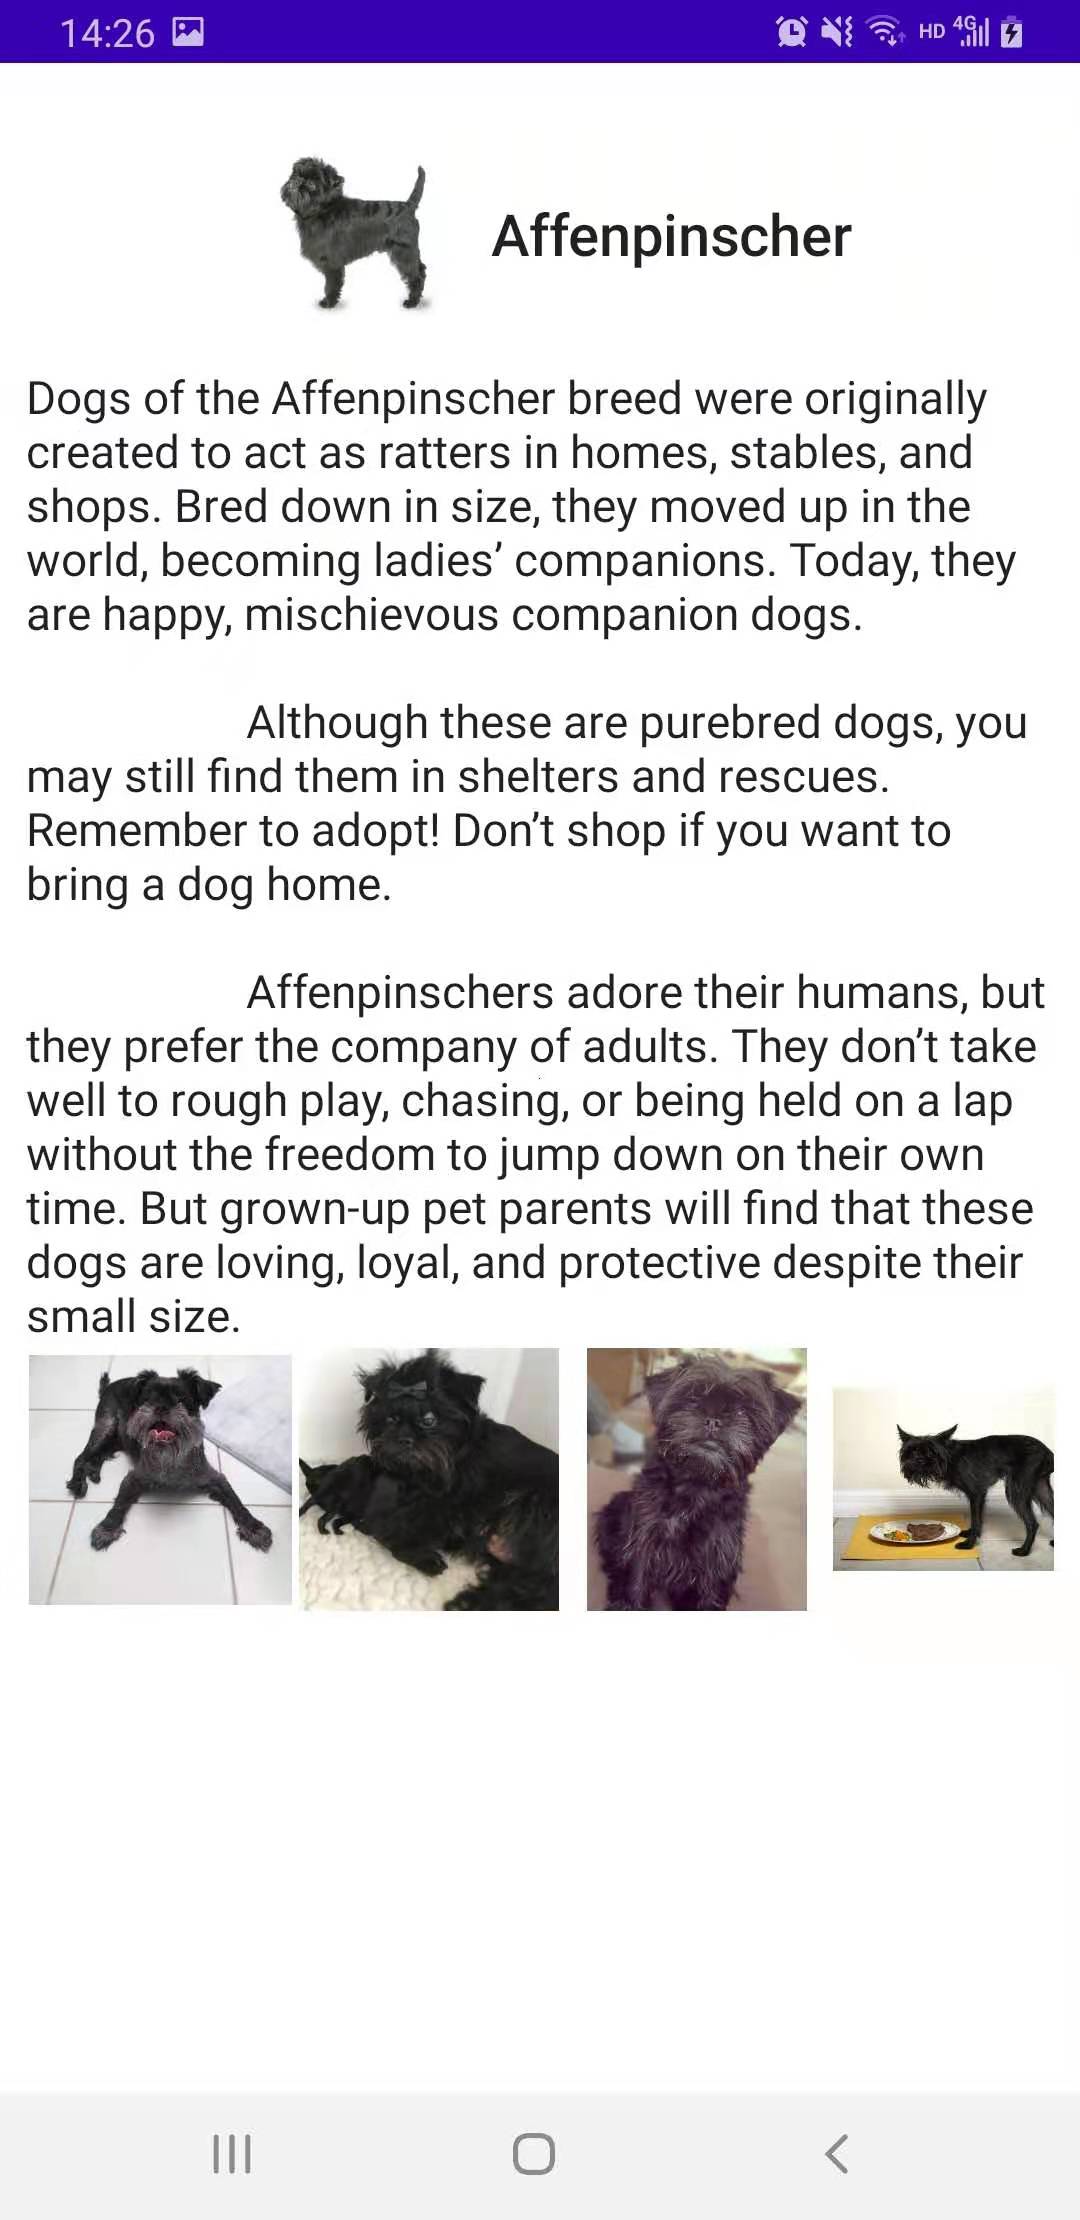 14:26
HD 4G
Affenpinscher
Dogs of the Affenpinscher breed were originally
created to act as ratters in homes, stables, and
shops. Bred down in size, they moved up in the
world, becoming ladies’ companions. Today, they
are happy, mischievous companion dogs.
Although these are purebred dogs, you
may still find them in shelters and rescues.
Remember to adopt! Don’t shop if you want to
bring a dog home.
Affenpinschers adore their humans, but
they prefer the company of adults. They don’t take
well to rough play, chasing, or being held on a lap
without the freedom to jump down on their own
time. But grown-up pet parents will find that these
dogs are loving, loyal, and protective despite their
small size.